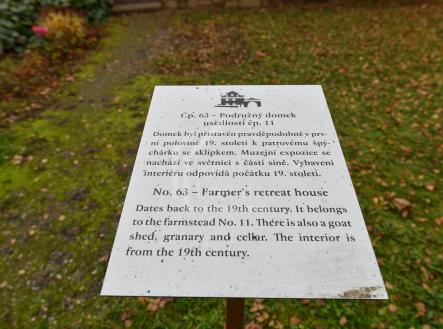 Čp. 63 – Podružný domek
usedlosti čp. 11
Domek byl přistavěn pravděpodobně v prv-
ní polovině 19. století k patrovému špý-
chárku se sklípkem. Muzejní expozice se
nachází ve světnici s částí síně. Vybavení
interiéru odpovídá počátku 19. století.
No. 63 – Farmer's retreat house
Dates back to the 19th century. It belongs
to the farmstead No. 11. There is also a goat
shed, granary and cellar. The interior is
from the 19th century.